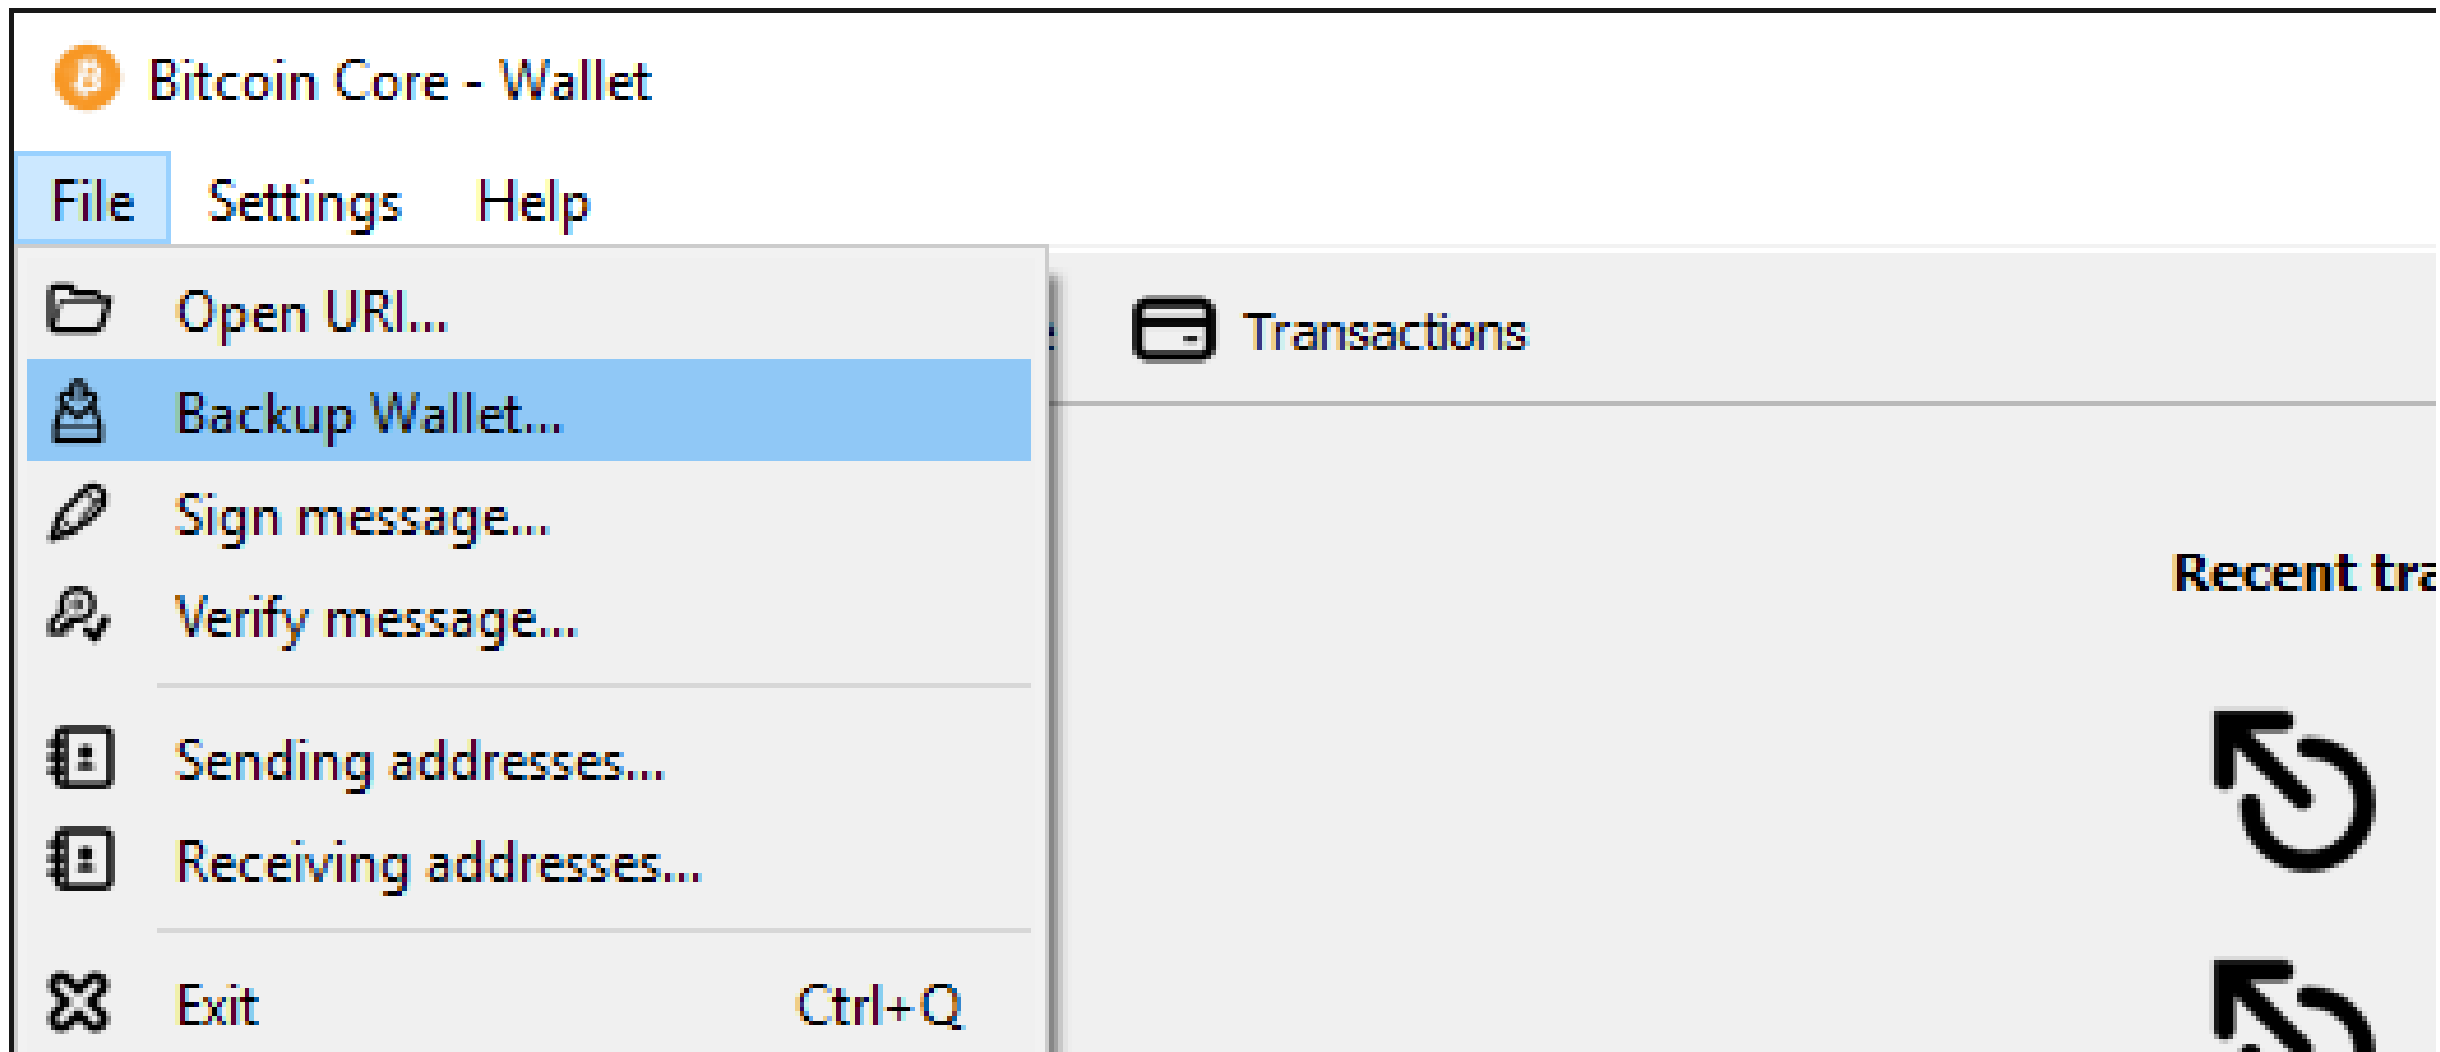 Bitcoin Core - Wallet
File Settings Help
Open URI...
Transactions
Backup Wallet...
Sign message...
Recent
Verify message...
Sending addresses...
Receiving addresses...
Exit Ctrl+Q